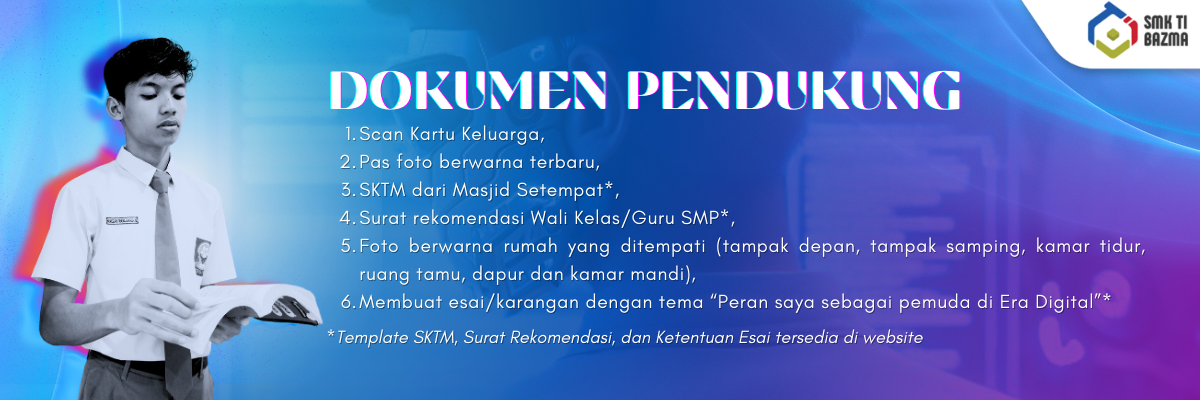 SMK TI
BAZMA
DOKUMEN PENDUKUNG
1. Scan Kartu Keluarga,
2. Pas foto berwarna terbaru,
3. SKTM dari Masjid Setempat*,
4. Surat rekomendasi Wali Kelas/Guru SMP*,
5. Foto berwarna rumah yang ditempati (tampak depan, tampak samping, kamar tidur,
ruang tamu, dapur dan kamar mandi),
6. Membuat esai/karangan dengan tema “Peran saya sebagai pemuda di Era Digital”*
*Template SKTM, Surat Rekomendasi, dan Ketentuan Esai tersedia di website